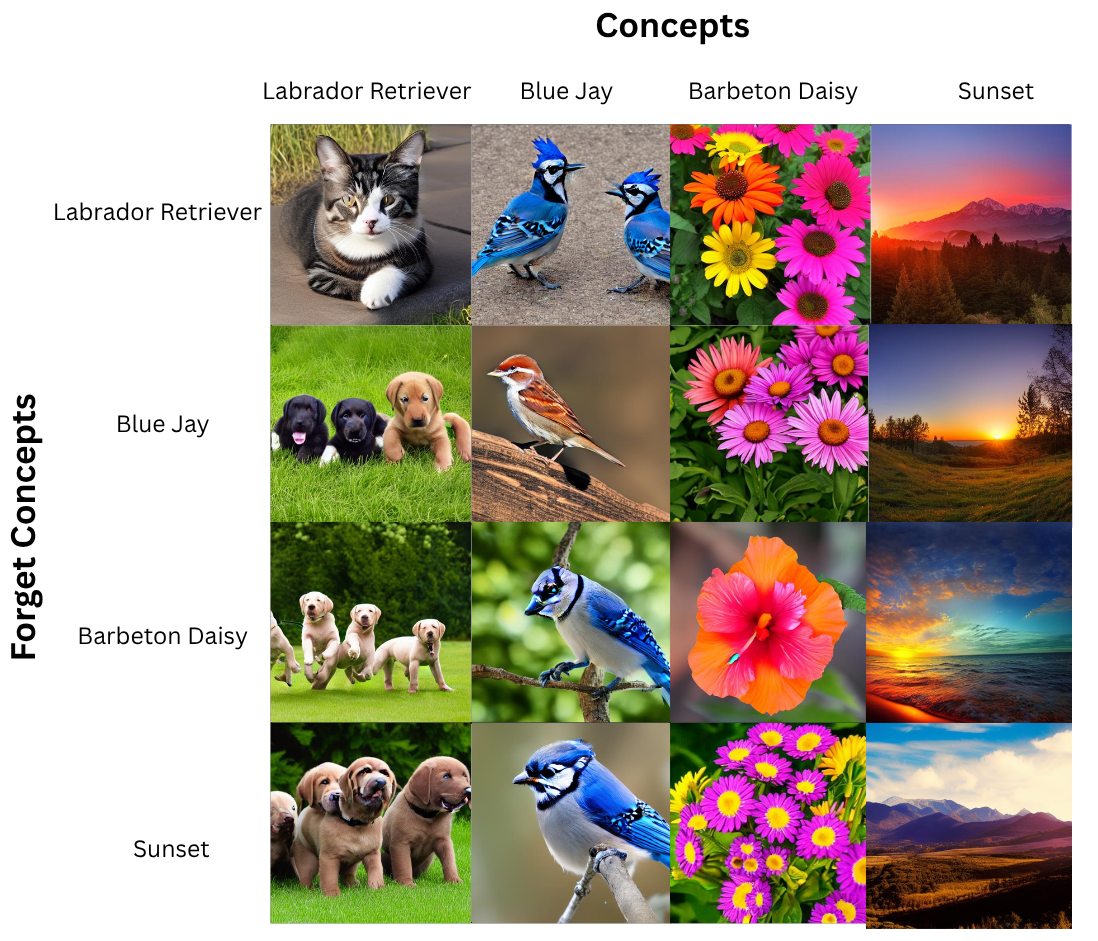 Concepts
Labrador Retriever Blue Jay Barbeton Daisy Sunset
Labrador Retriever
Forget Concepts
Blue Jay
Barbeton Daisy
Sunset